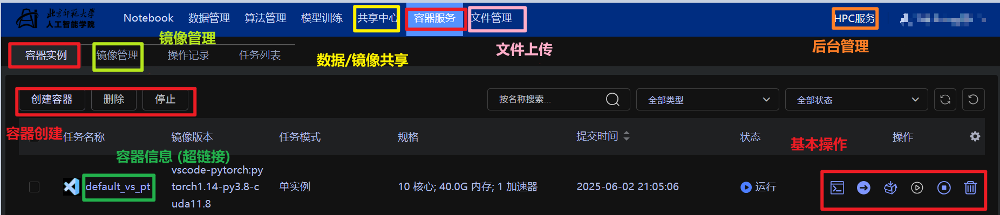 北京师范大学
人工智能学院
Notebook 数据管理 算法管理 模型训练 共享中心 容器服务 文件管理 HPC服务
镜像管理
后台管理
文件上传
容器实例 镜像管理 操作记录 任务列表
数据/镜像共享
创建容器 删除 停止 按名称搜索... 全部类型 全部状态
容器创建 任务名称 镜像版本 任务模式 规格 提交时间 状态 操作
基本操作
容器信息 (超链接)
default_vs_pt
vscode-pytorch:py
torch1.14-py3.8-c
uda11.8
单实例 10 核心; 40.0G 内存; 1 加速器 2025-06-02 21:05:06 运行